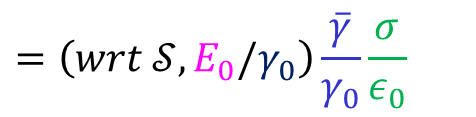 = (wrt 𝒮, E₀/γ₀) γ̄/γ₀ σ/ϵ₀